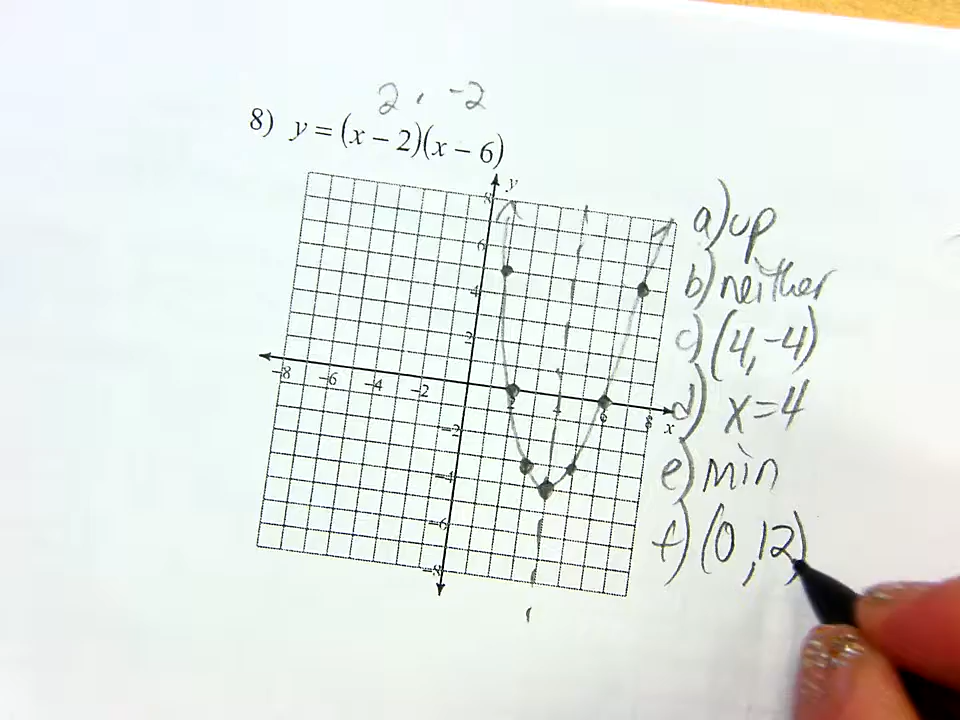 2, -2
8) y = (x − 2)(x − 6)
y
8
6
4
2
−8 −6 −4 −2 2 6 8 x
−2
−4
−6
−8
a) up
b) neither
c) (4, -4)
d) x = 4
e) min
f) (0, 12)